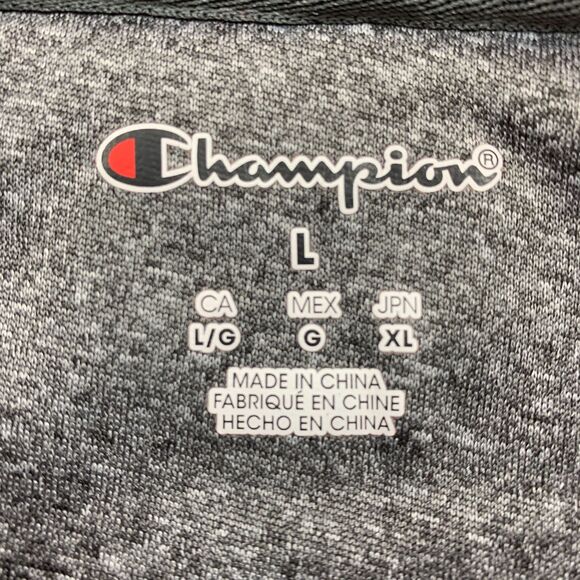 Champion®
L
CA MEX JPN
L/G G XL
MADE IN CHINA
FABRIQUÉ EN CHINE
HECHO EN CHINA